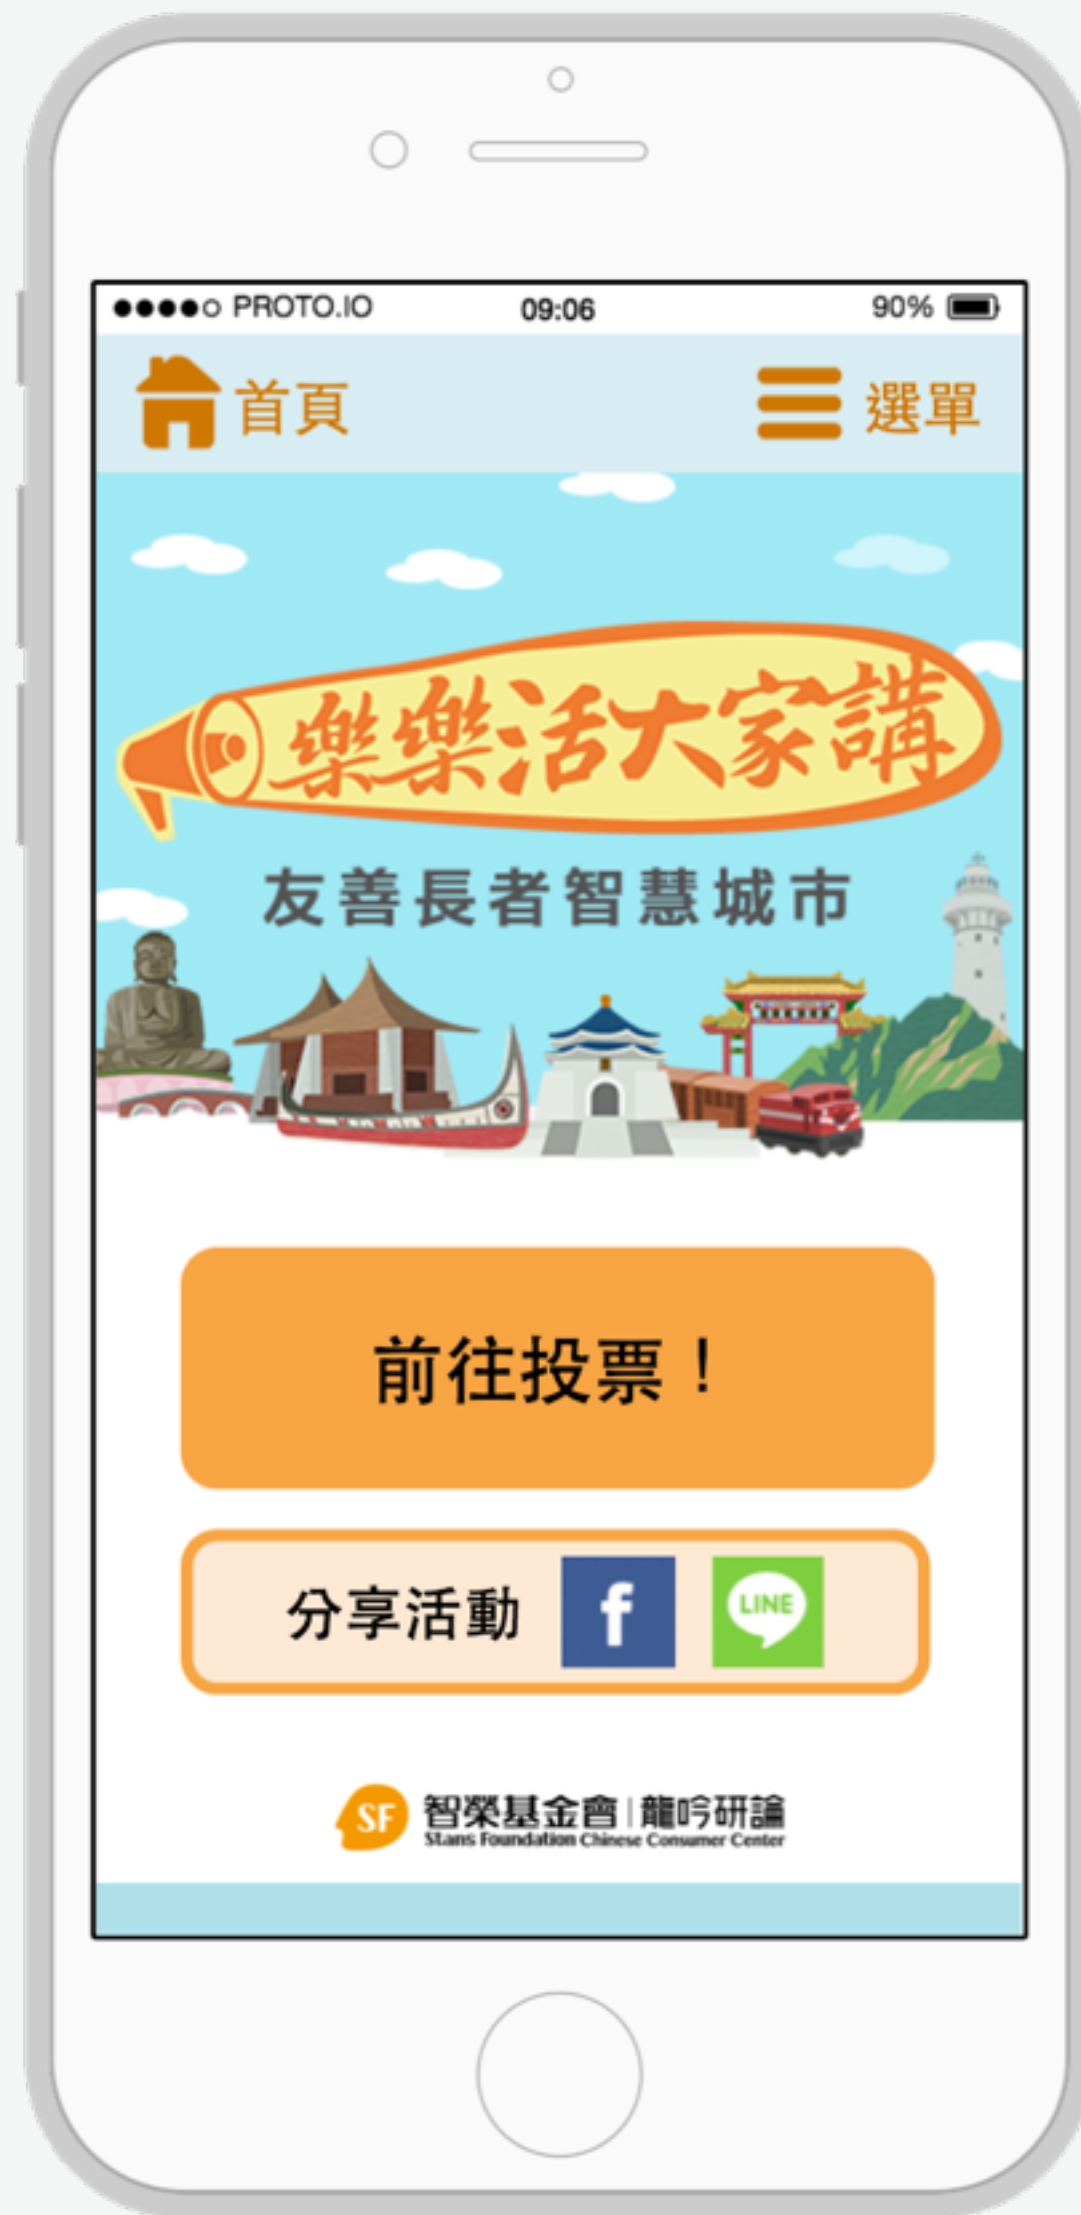 PROTO.IO 09:06 90%
首頁 選單
樂樂活大家講
友善長者智慧城市
前往投票！
分享活動 f LINE
SF 智榮基金會 | 龍吟研論
Stans Foundation Chinese Consumer Center